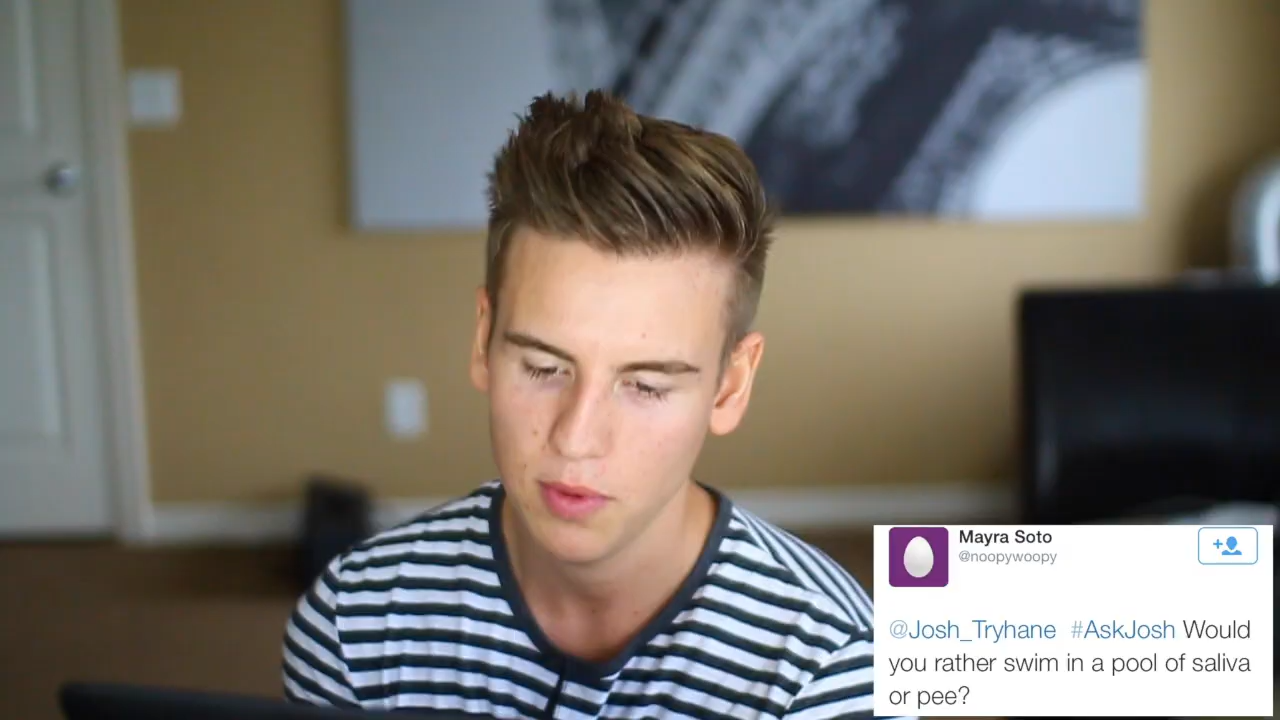 Mayra Soto
@noopywoopy
@Josh_Tryhane #AskJosh Would
you rather swim in a pool of saliva
or pee?